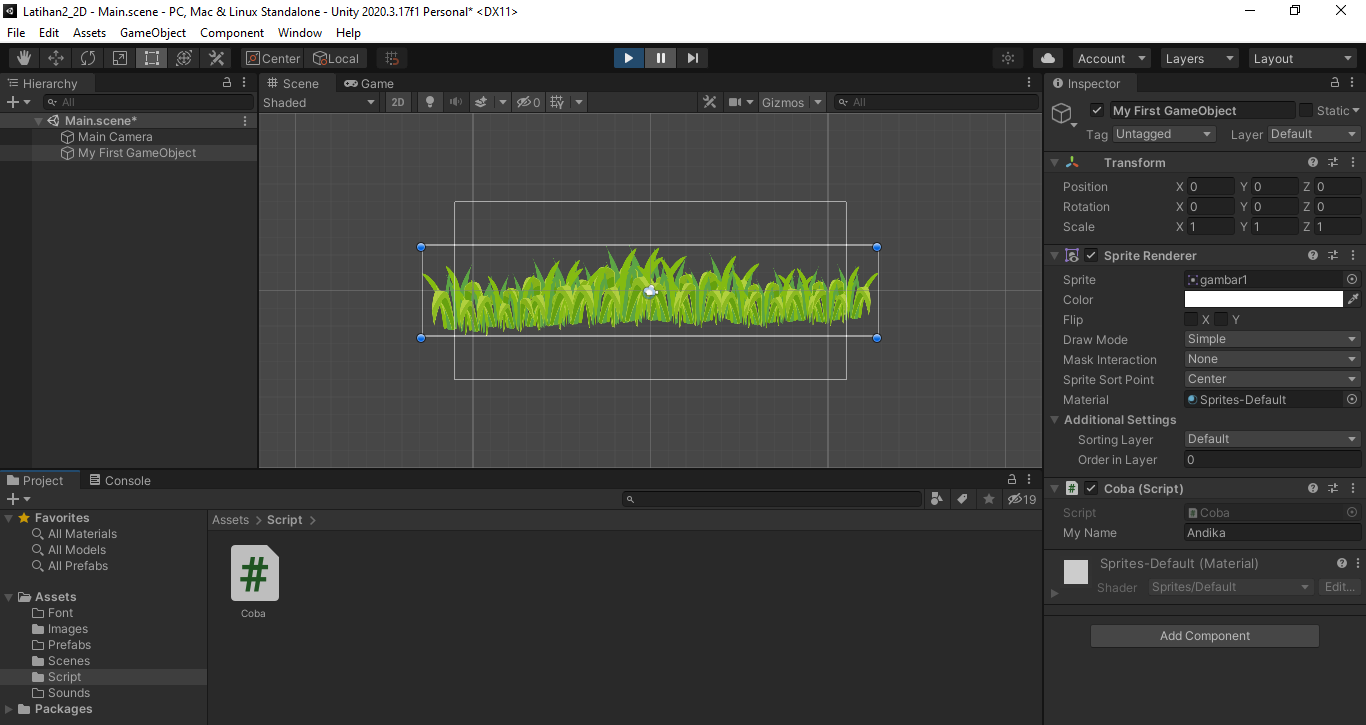 Latihan2_2D - Main.scene - PC, Mac & Linux Standalone - Unity 2020.3.17f1 Personal* <DX11>
File Edit Assets GameObject Component Window Help
Center Local Account Layers Layout
Hierarchy
All
Main.scene*
Main Camera
My First GameObject
Scene Game
Shaded 2D 0 Gizmos All
Inspector
My First GameObject Static
Tag Untagged Layer Default
Transform
Position X 0 Y 0 Z 0
Rotation X 0 Y 0 Z 0
Scale X 1 Y 1 Z 1
Sprite Renderer
Sprite gambar1
Color
Flip X Y
Draw Mode Simple
Mask Interaction None
Sprite Sort Point Center
Material Sprites-Default
Additional Settings
Sorting Layer Default
Order in Layer 0
# Coba (Script)
Script # Coba
My Name Andika
Sprites-Default (Material)
Shader Sprites/Default Edit...
Add Component
Project Console
19
Favorites
All Materials
All Models
All Prefabs
Assets
Font
Images
Prefabs
Scenes
Script
Sounds
Packages
Assets > Script >
#
Coba